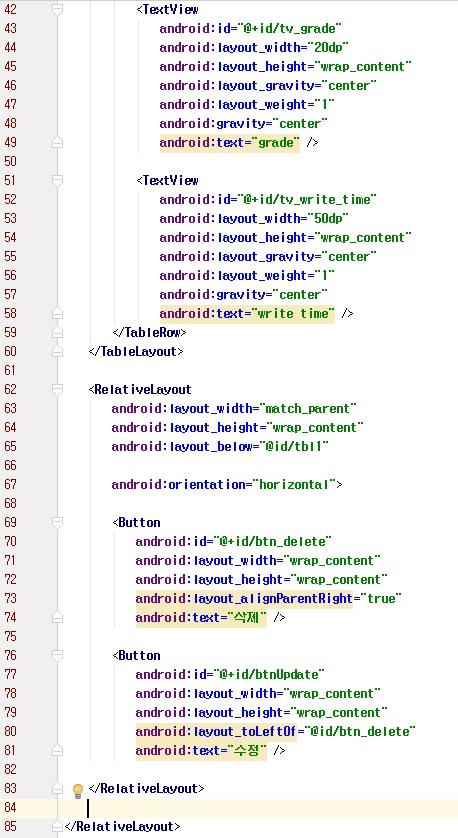 42 <TextView
43 android:id="@+id/tv_grade"
44 android:layout_width="20dp"
45 android:layout_height="wrap_content"
46 android:layout_gravity="center"
47 android:layout_weight="1"
48 android:gravity="center"
49 android:text="grade" />
50
51 <TextView
52 android:id="@+id/tv_write_time"
53 android:layout_width="50dp"
54 android:layout_height="wrap_content"
55 android:layout_gravity="center"
56 android:layout_weight="1"
57 android:gravity="center"
58 android:text="write time" />
59 </TableRow>
60 </TableLayout>
61
62 <RelativeLayout
63 android:layout_width="match_parent"
64 android:layout_height="wrap_content"
65 android:layout_below="@id/tbl1"
66
67 android:orientation="horizontal">
68
69 <Button
70 android:id="@+id/btn_delete"
71 android:layout_width="wrap_content"
72 android:layout_height="wrap_content"
73 android:layout_alignParentRight="true"
74 android:text="삭제" />
75
76 <Button
77 android:id="@+id/btnUpdate"
78 android:layout_width="wrap_content"
79 android:layout_height="wrap_content"
80 android:layout_toLeftOf="@id/btn_delete"
81 android:text="수정" />
82
83 </RelativeLayout>
84
85 </RelativeLayout>